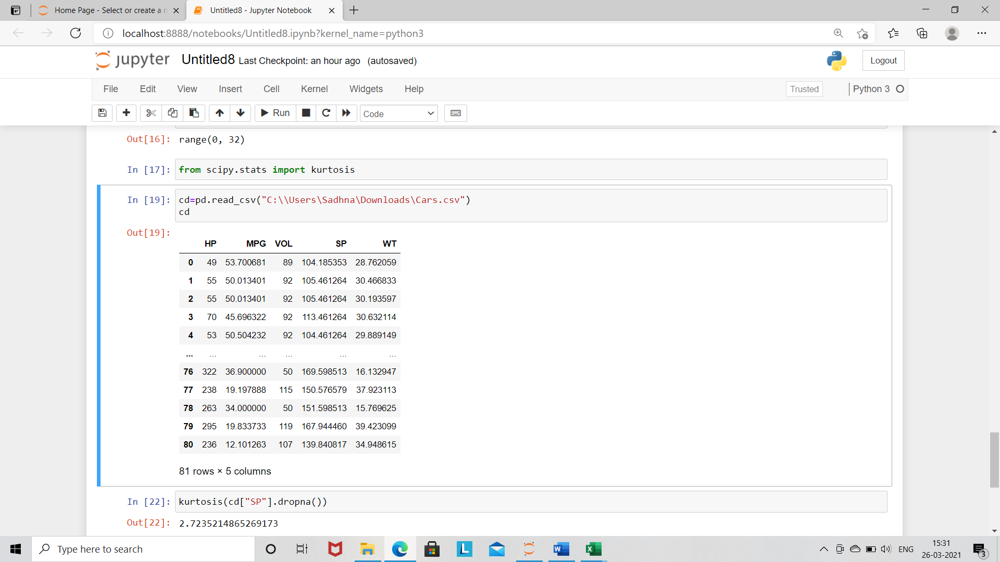 Home Page - Select or create a n
Untitled8 - Jupyter Notebook
localhost:8888/notebooks/Untitled8.ipynb?kernel_name=python3
jupyter Untitled8 Last Checkpoint: an hour ago (autosaved)
Logout
File Edit View Insert Cell Kernel Widgets Help
Trusted
Python 3
Run
Code
Out[16]: range(0, 32)
In [17]: from scipy.stats import kurtosis
In [19]: cd=pd.read_csv("C:\\Users\Sadhna\Downloads\Cars.csv")
cd
Out[19]:
HP MPG VOL SP WT
0 49 53.700681 89 104.185353 28.762059
1 55 50.013401 92 105.461264 30.466833
2 55 50.013401 92 105.461264 30.193597
3 70 45.696322 92 113.461264 30.632114
4 53 50.504232 92 104.461264 29.889149
... ... ... ... ... ...
76 322 36.900000 50 169.598513 16.132947
77 238 19.197888 115 150.576579 37.923113
78 263 34.000000 50 151.598513 15.769625
79 295 19.833733 119 167.944460 39.423099
80 236 12.101263 107 139.840817 34.948615
81 rows × 5 columns
In [22]: kurtosis(cd["SP"].dropna())
Out[22]: 2.7235214865269173
Type here to search
L
W
X
ENG
15:31
26-03-2021
3